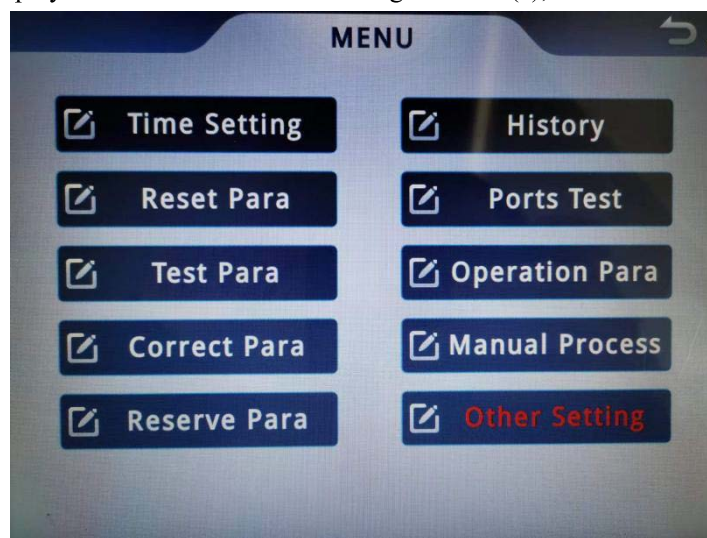 MENU
Time Setting
History
Reset Para
Ports Test
Test Para
Operation Para
Correct Para
Manual Process
Reserve Para
Other Setting